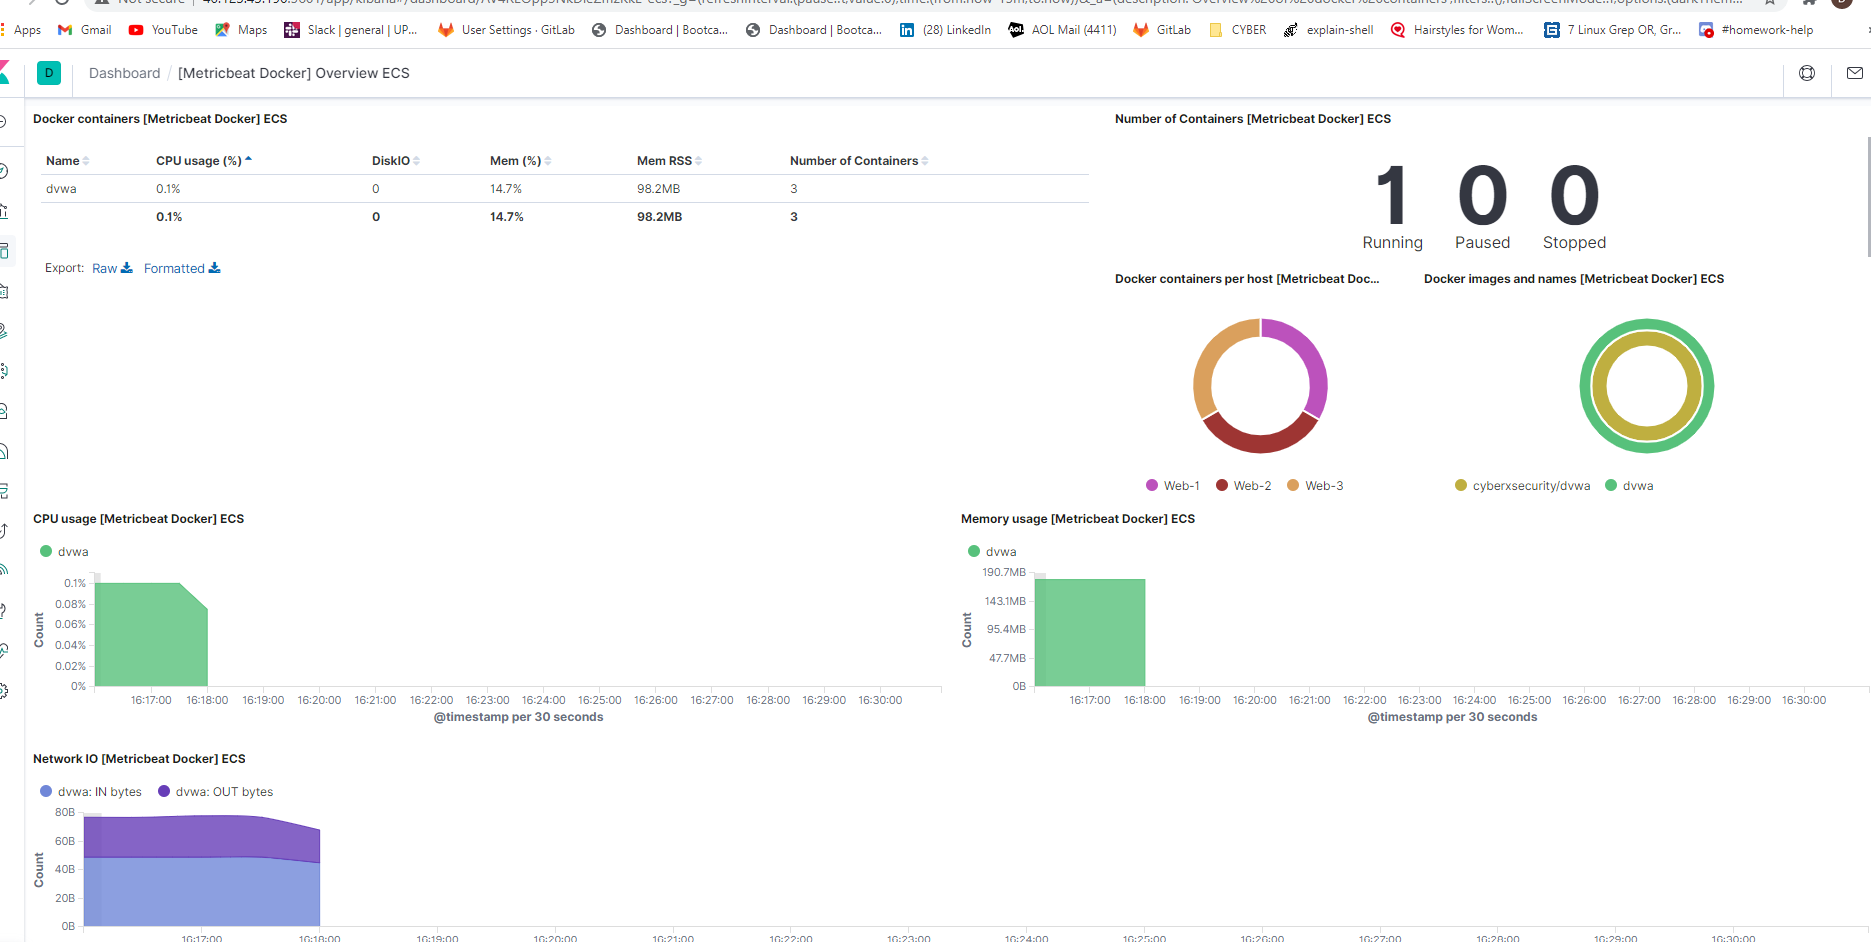 Apps Gmail YouTube Maps Slack | general | UP... User Settings · GitLab Dashboard | Bootca... Dashboard | Bootca... (28) LinkedIn AOL Mail (4411) GitLab CYBER explain-shell Hairstyles for Wom... 7 Linux Grep OR, Gr... #homework-help
D Dashboard / [Metricbeat Docker] Overview ECS
Docker containers [Metricbeat Docker] ECS
Name CPU usage (%) DiskIO Mem (%) Mem RSS Number of Containers
dvwa 0.1% 0 14.7% 98.2MB 3
0.1% 0 14.7% 98.2MB 3
Export: Raw Formatted
Number of Containers [Metricbeat Docker] ECS
1 0 0
Running Paused Stopped
Docker containers per host [Metricbeat Doc...
Web-1 Web-2 Web-3
Docker images and names [Metricbeat Docker] ECS
cyberxsecurity/dvwa dvwa
CPU usage [Metricbeat Docker] ECS
dvwa
0.1%
0.08%
0.06%
0.04%
0.02%
0%
Count
16:17:00 16:18:00 16:19:00 16:20:00 16:21:00 16:22:00 16:23:00 16:24:00 16:25:00 16:26:00 16:27:00 16:28:00 16:29:00 16:30:00
@timestamp per 30 seconds
Memory usage [Metricbeat Docker] ECS
dvwa
190.7MB
143.1MB
95.4MB
47.7MB
0B
Count
16:17:00 16:18:00 16:19:00 16:20:00 16:21:00 16:22:00 16:23:00 16:24:00 16:25:00 16:26:00 16:27:00 16:28:00 16:29:00 16:30:00
@timestamp per 30 seconds
Network IO [Metricbeat Docker] ECS
dvwa: IN bytes dvwa: OUT bytes
80B
60B
40B
20B
0B
Count
16:17:00 16:18:00 16:19:00 16:20:00 16:21:00 16:22:00 16:23:00 16:24:00 16:25:00 16:26:00 16:27:00 16:28:00 16:29:00 16:30:00